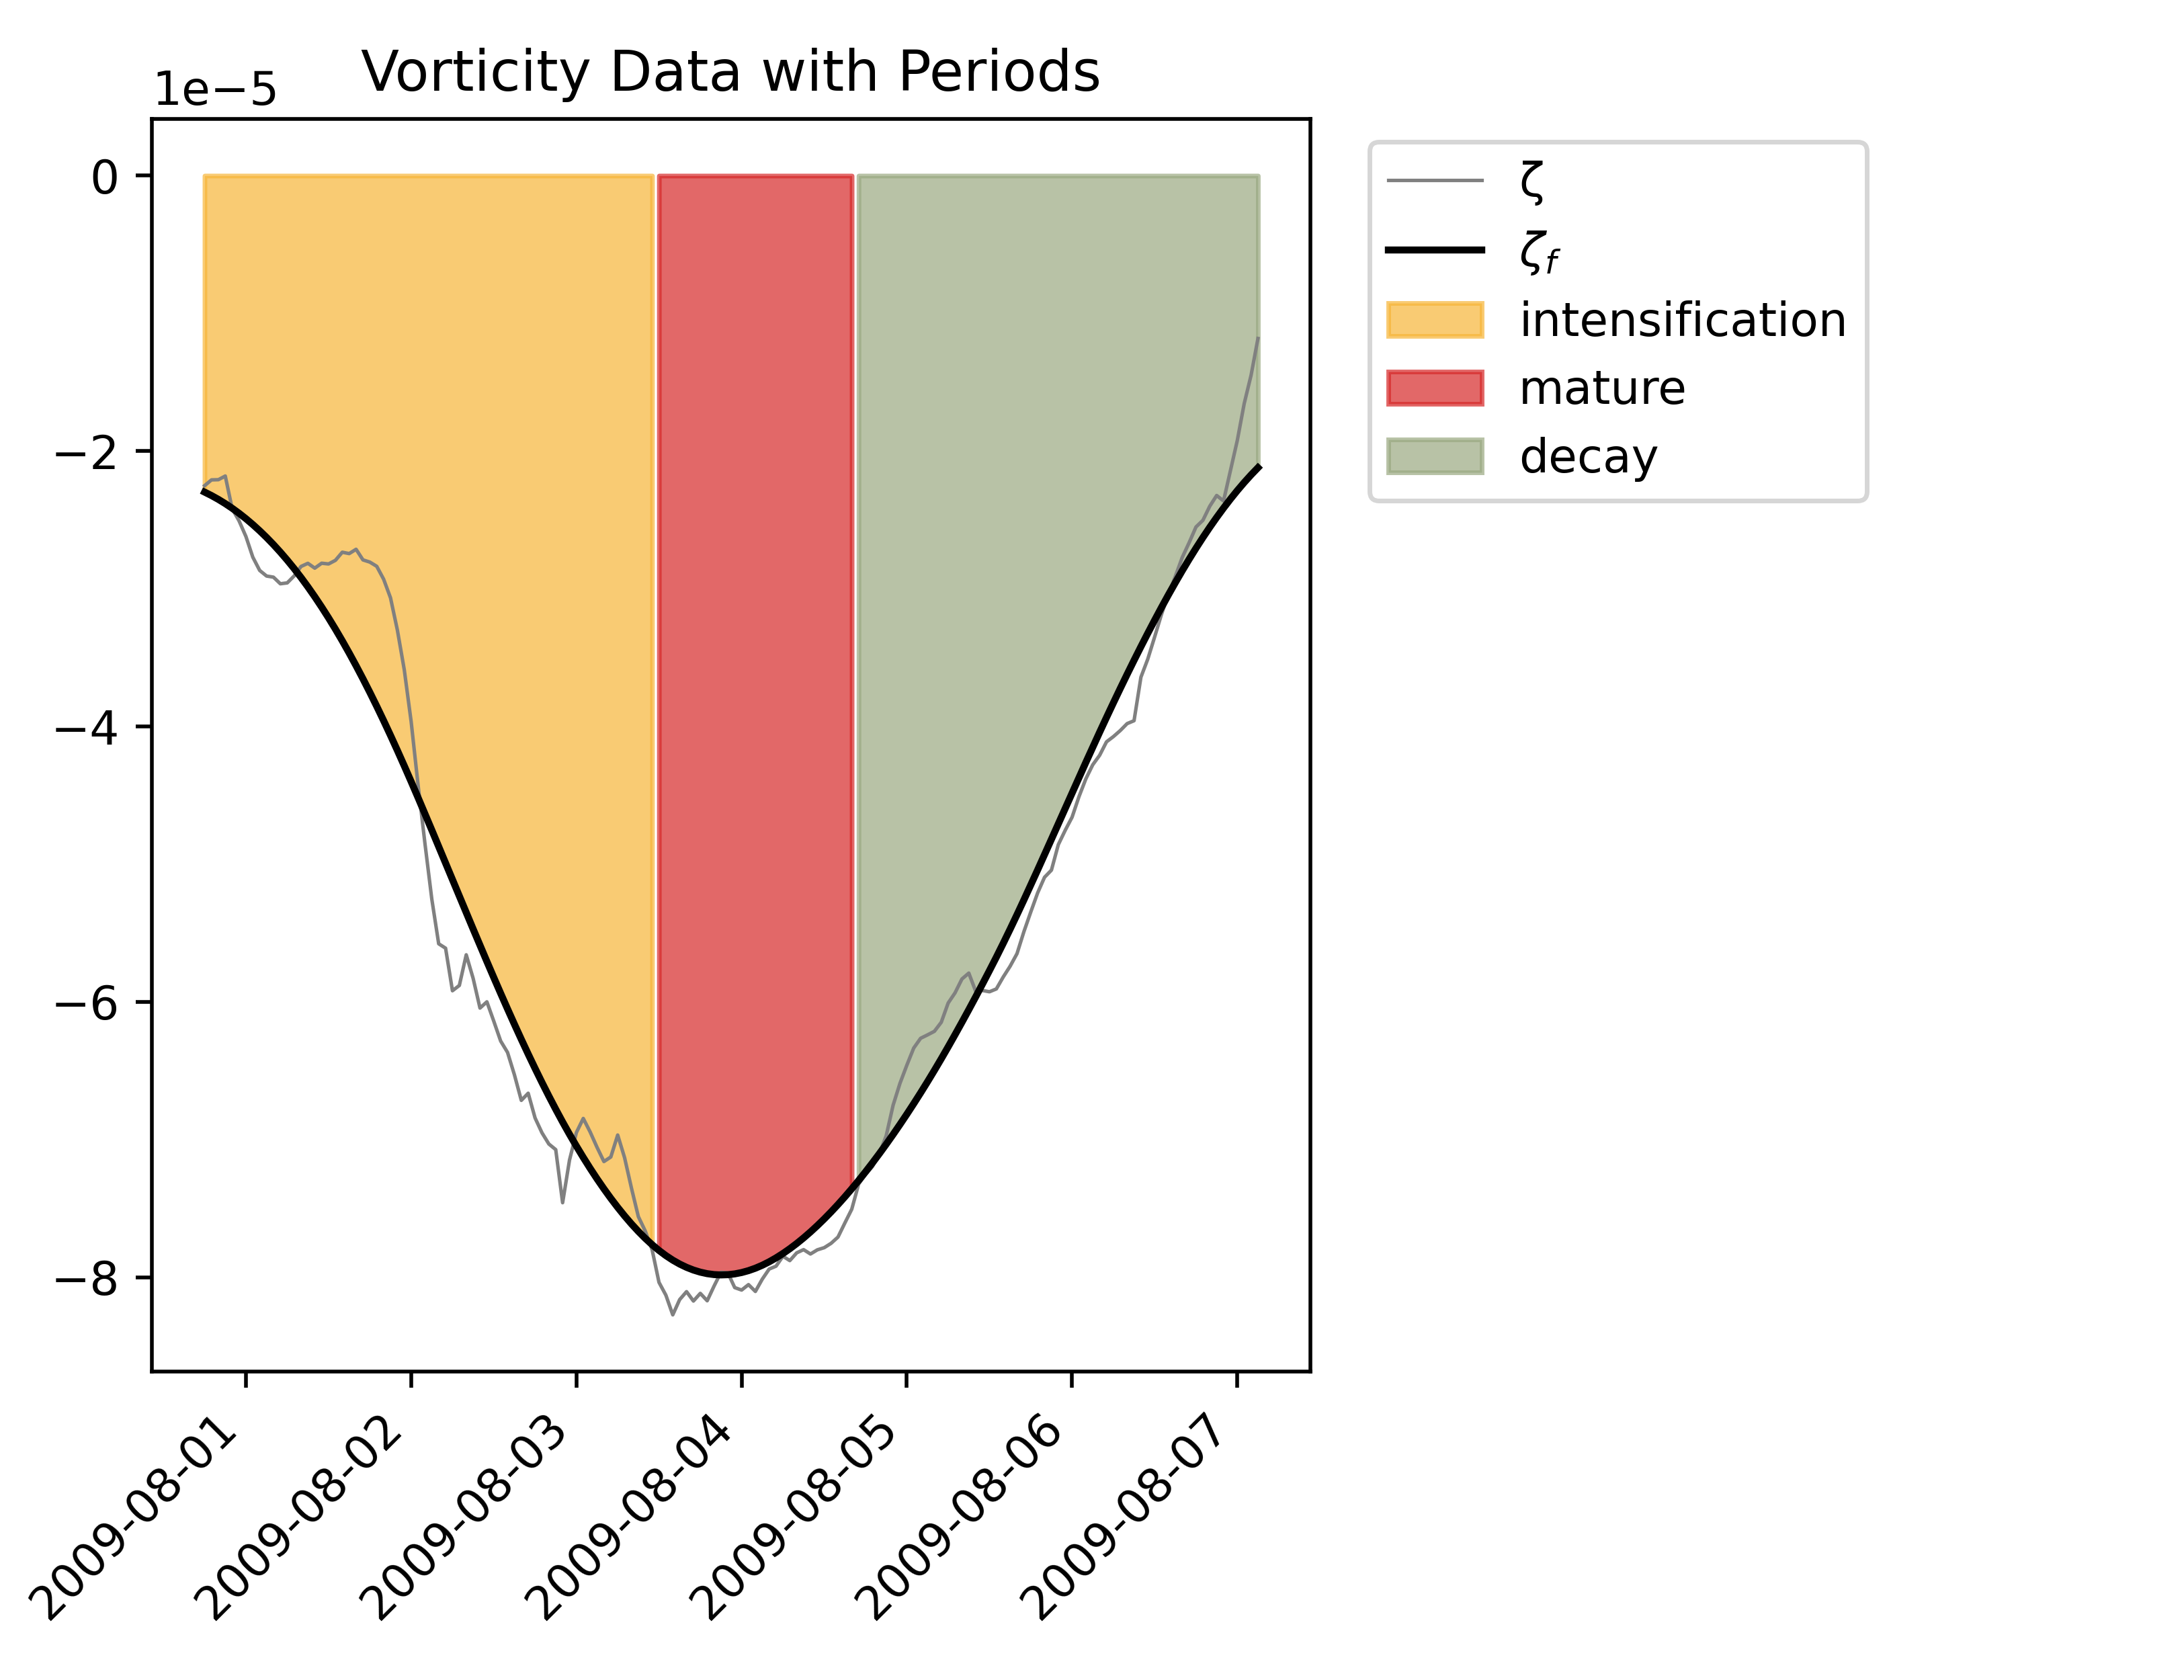 Vorticity Data with Periods
1e−5
0
−2
−4
−6
−8
2009-08-01
2009-08-02
2009-08-03
2009-08-04
2009-08-05
2009-08-06
2009-08-07
ζ
ζf
intensification
mature
decay